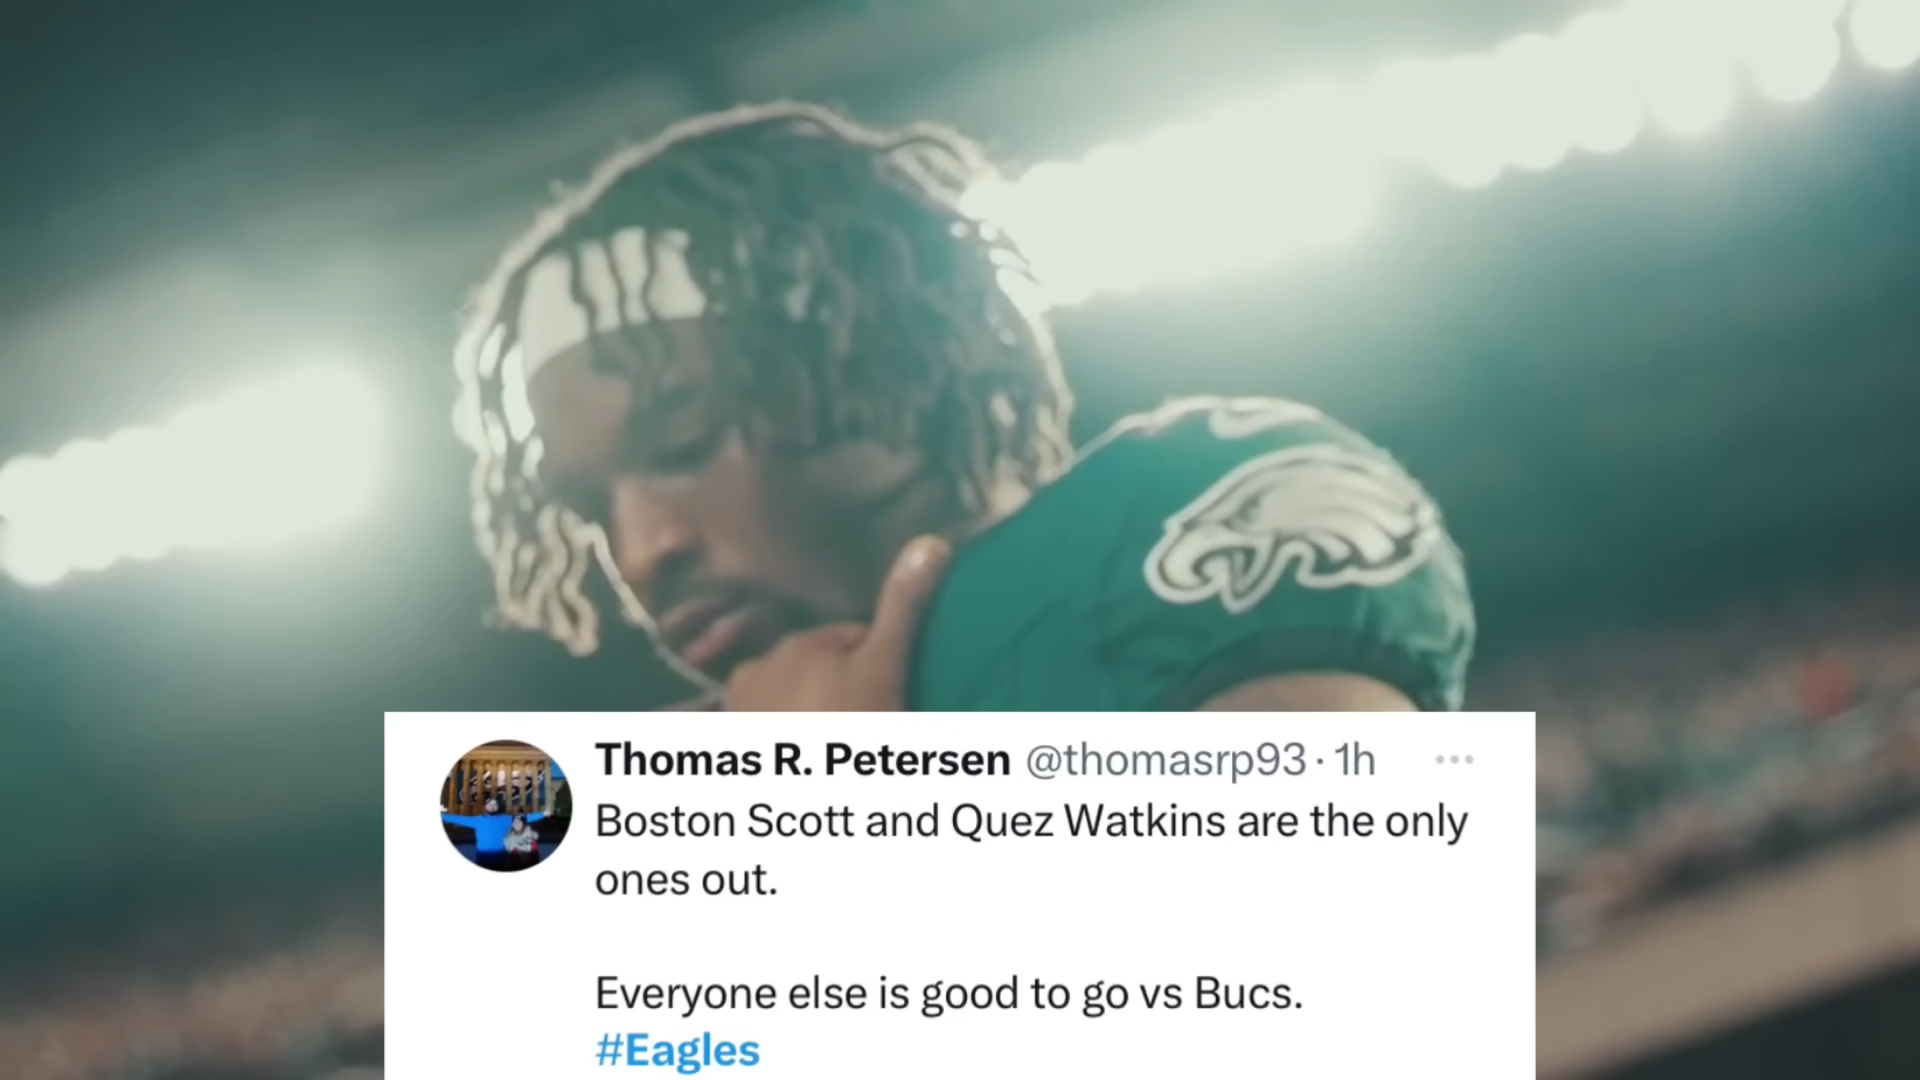 Thomas R. Petersen @thomasrp93 · 1h
Boston Scott and Quez Watkins are the only
ones out.
Everyone else is good to go vs Bucs.
#Eagles